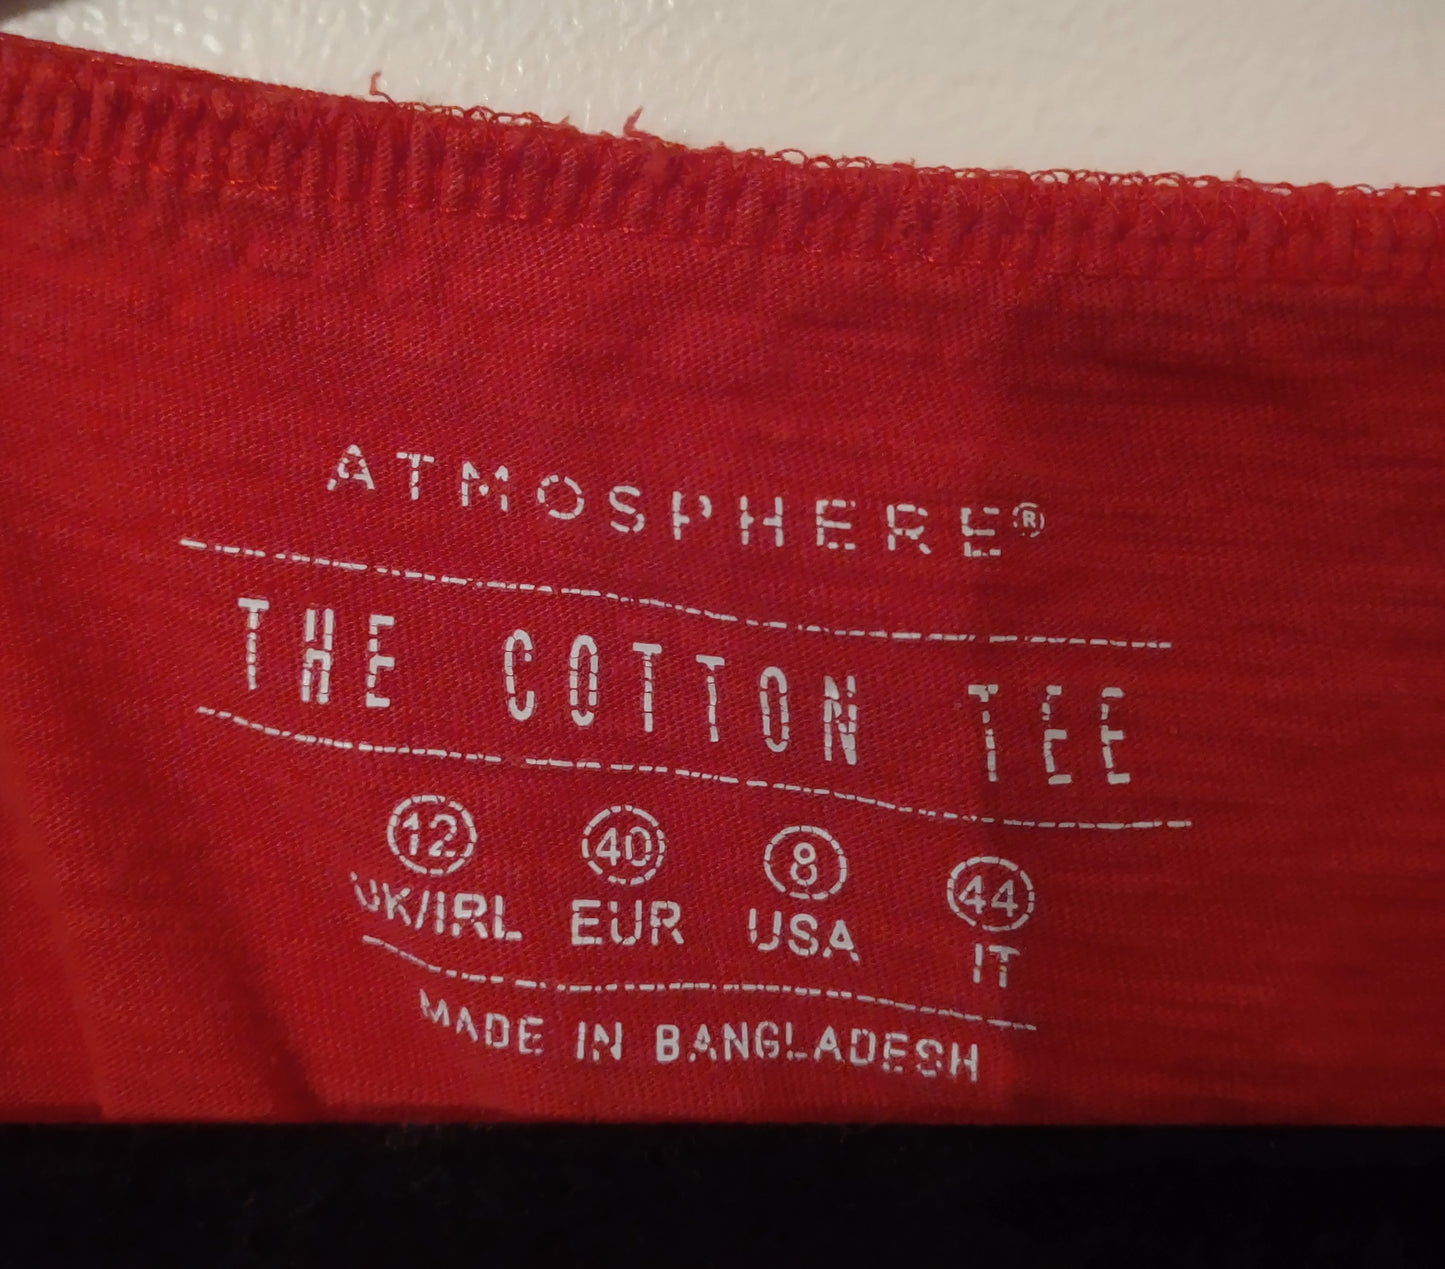 ATMOSPHERE®
THE COTTON TEE
12 40 8 44
UK/IRL EUR USA IT
MADE IN BANGLADESH